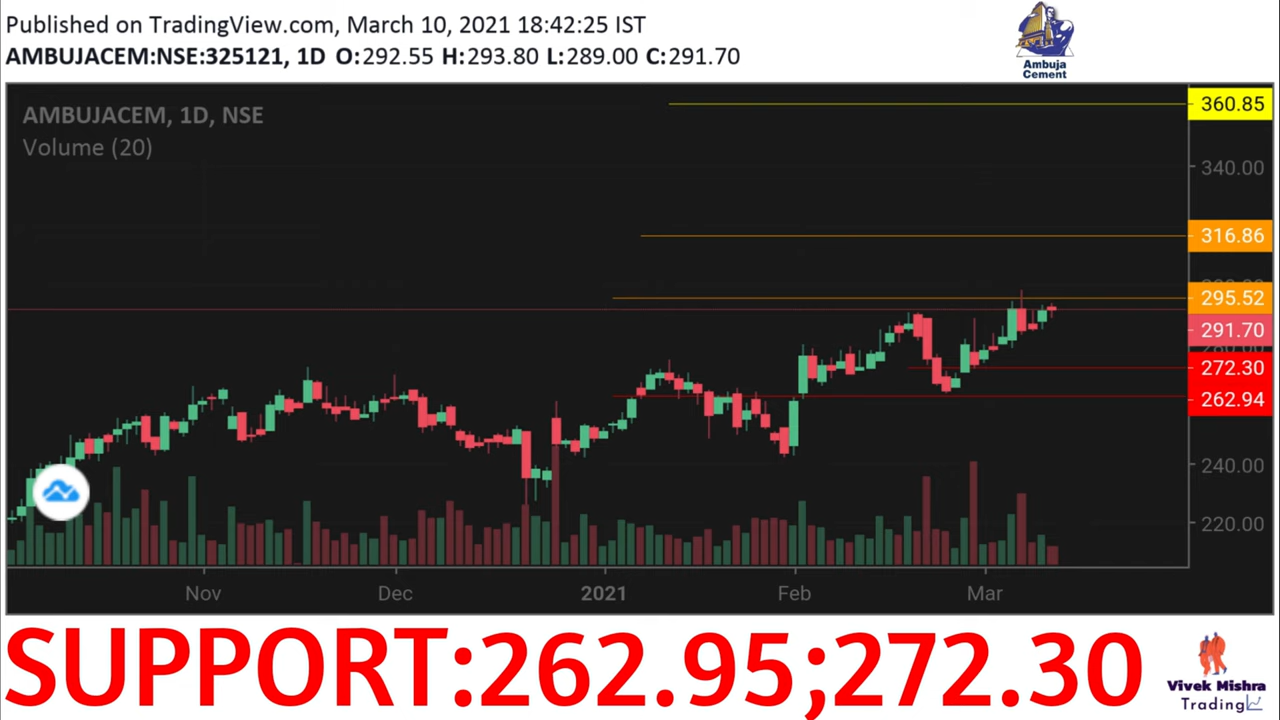 Published on TradingView.com, March 10, 2021 18:42:25 IST
AMBUJACEM:NSE:325121, 1D O:292.55 H:293.80 L:289.00 C:291.70
Ambuja
Cement
AMBUJACEM, 1D, NSE
Volume (20)
360.85
340.00
316.86
295.52
291.70
272.30
262.94
240.00
220.00
Nov Dec 2021 Feb Mar
SUPPORT:262.95;272.30
Vivek Mishra
Trading